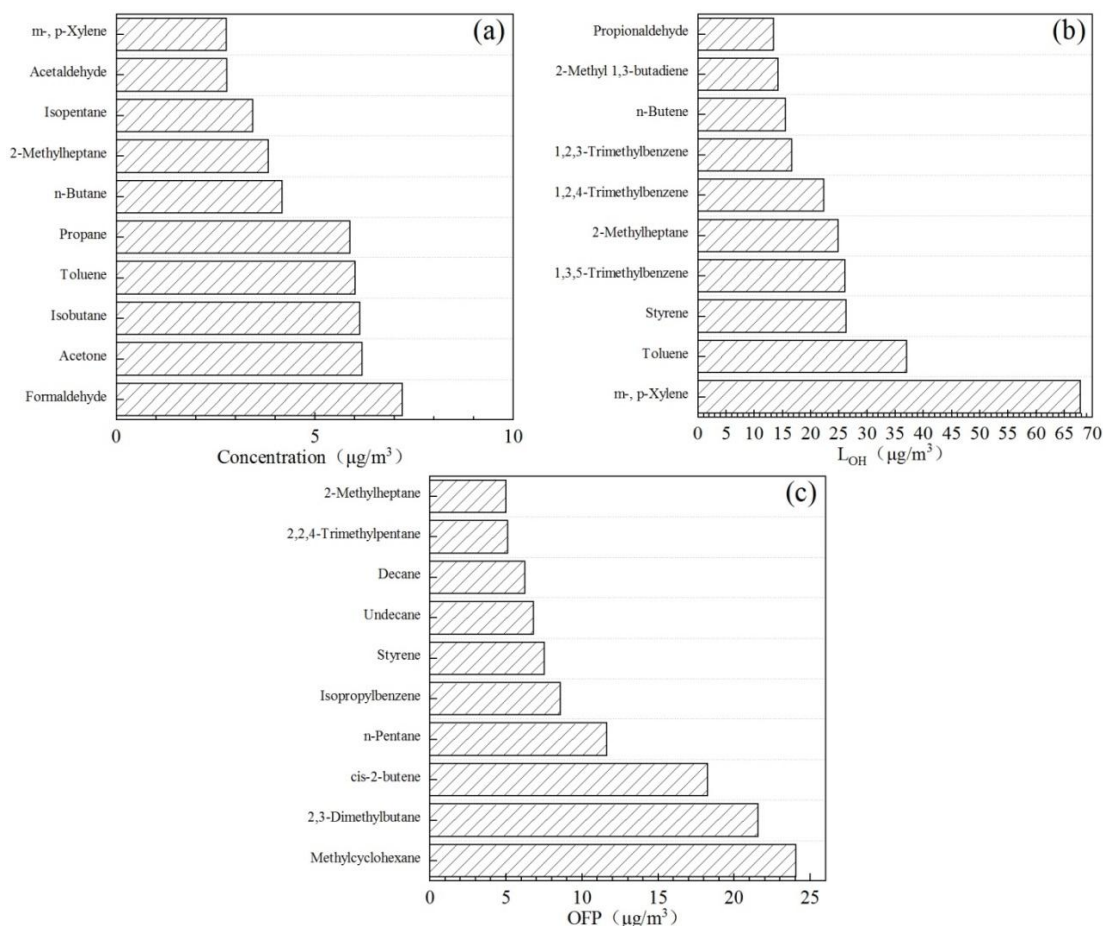 (a)
m-, p-Xylene
Acetaldehyde
Isopentane
2-Methylheptane
n-Butane
Propane
Toluene
Isobutane
Acetone
Formaldehyde
0 5 10
Concentration（μg/m³）
(b)
Propionaldehyde
2-Methyl 1,3-butadiene
n-Butene
1,2,3-Trimethylbenzene
1,2,4-Trimethylbenzene
2-Methylheptane
1,3,5-Trimethylbenzene
Styrene
Toluene
m-, p-Xylene
0 5 10 15 20 25 30 35 40 45 50 55 60 65 70
L_OH（μg/m³）
(c)
2-Methylheptane
2,2,4-Trimethylpentane
Decane
Undecane
Styrene
Isopropylbenzene
n-Pentane
cis-2-butene
2,3-Dimethylbutane
Methylcyclohexane
0 5 10 15 20 25
OFP（μg/m³）